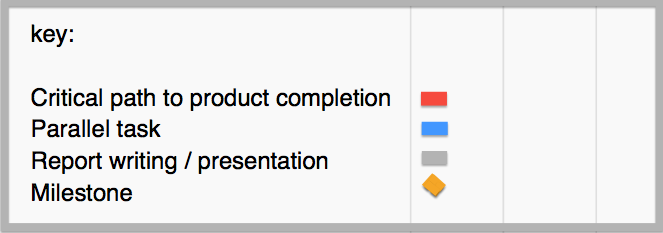 key:
Critical path to product completion
Parallel task
Report writing / presentation
Milestone